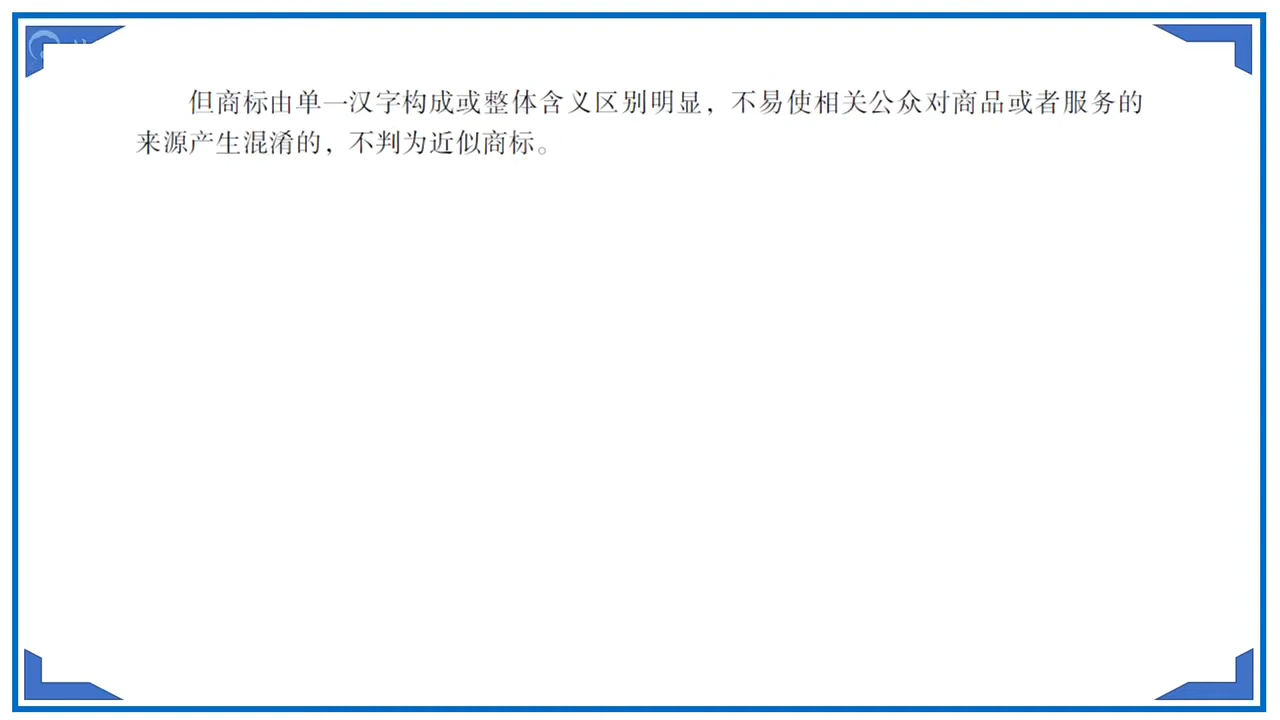 但商标由单一汉字构成或整体含义区别明显，不易使相关公众对商品或者服务的
来源产生混淆的，不判为近似商标。